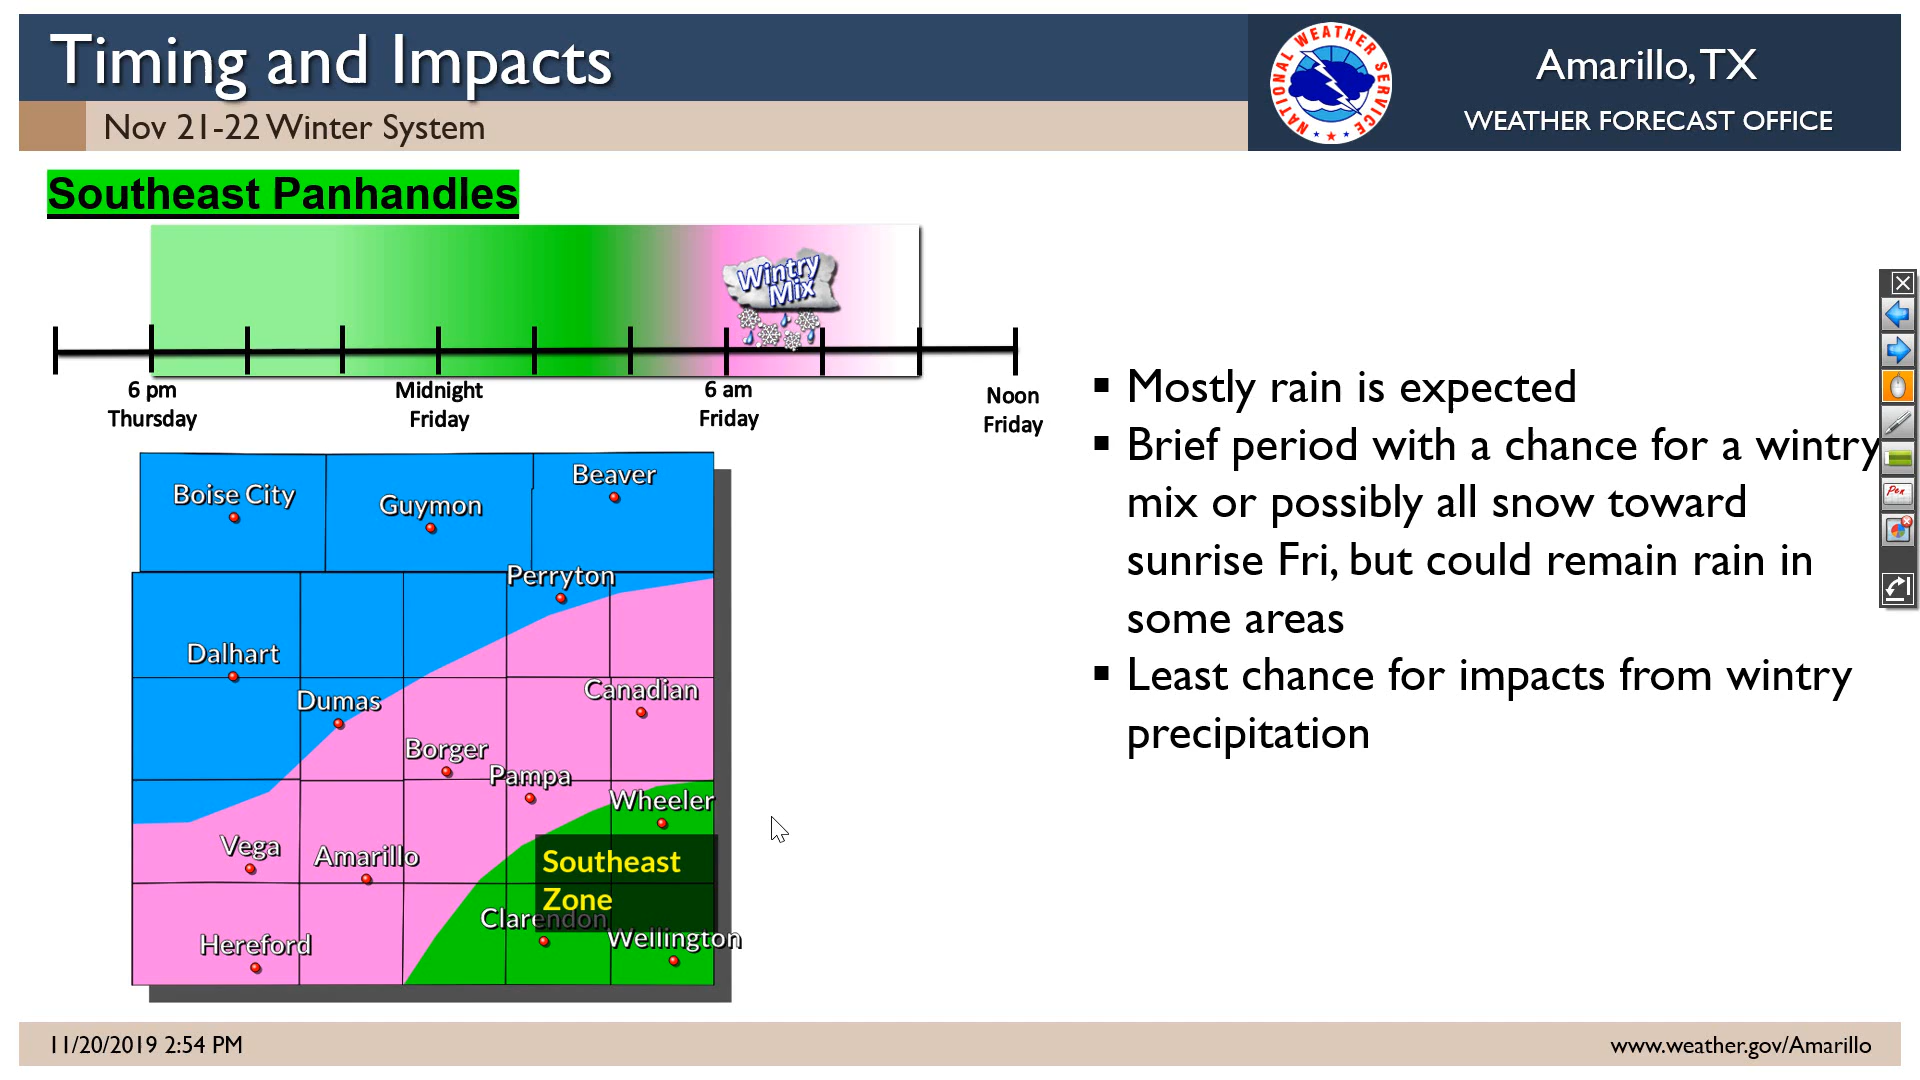 Timing and Impacts
Nov 21-22 Winter System
NATIONAL WEATHER SERVICE
Amarillo, TX
WEATHER FORECAST OFFICE
Southeast Panhandles
Wintry
Mix
6 pm
Thursday
Midnight
Friday
6 am
Friday
Noon
Friday
▪ Mostly rain is expected
▪ Brief period with a chance for a wintry
mix or possibly all snow toward
sunrise Fri, but could remain rain in
some areas
▪ Least chance for impacts from wintry
precipitation
Beaver
Boise City
Guymon
Perryton
Dalhart
Canadian
Dumas
Borger
Pampa
Wheeler
Vega
Amarillo
Southeast
Zone
Clarendon
Wellington
Hereford
Pen
11/20/2019 2:54 PM
www.weather.gov/Amarillo